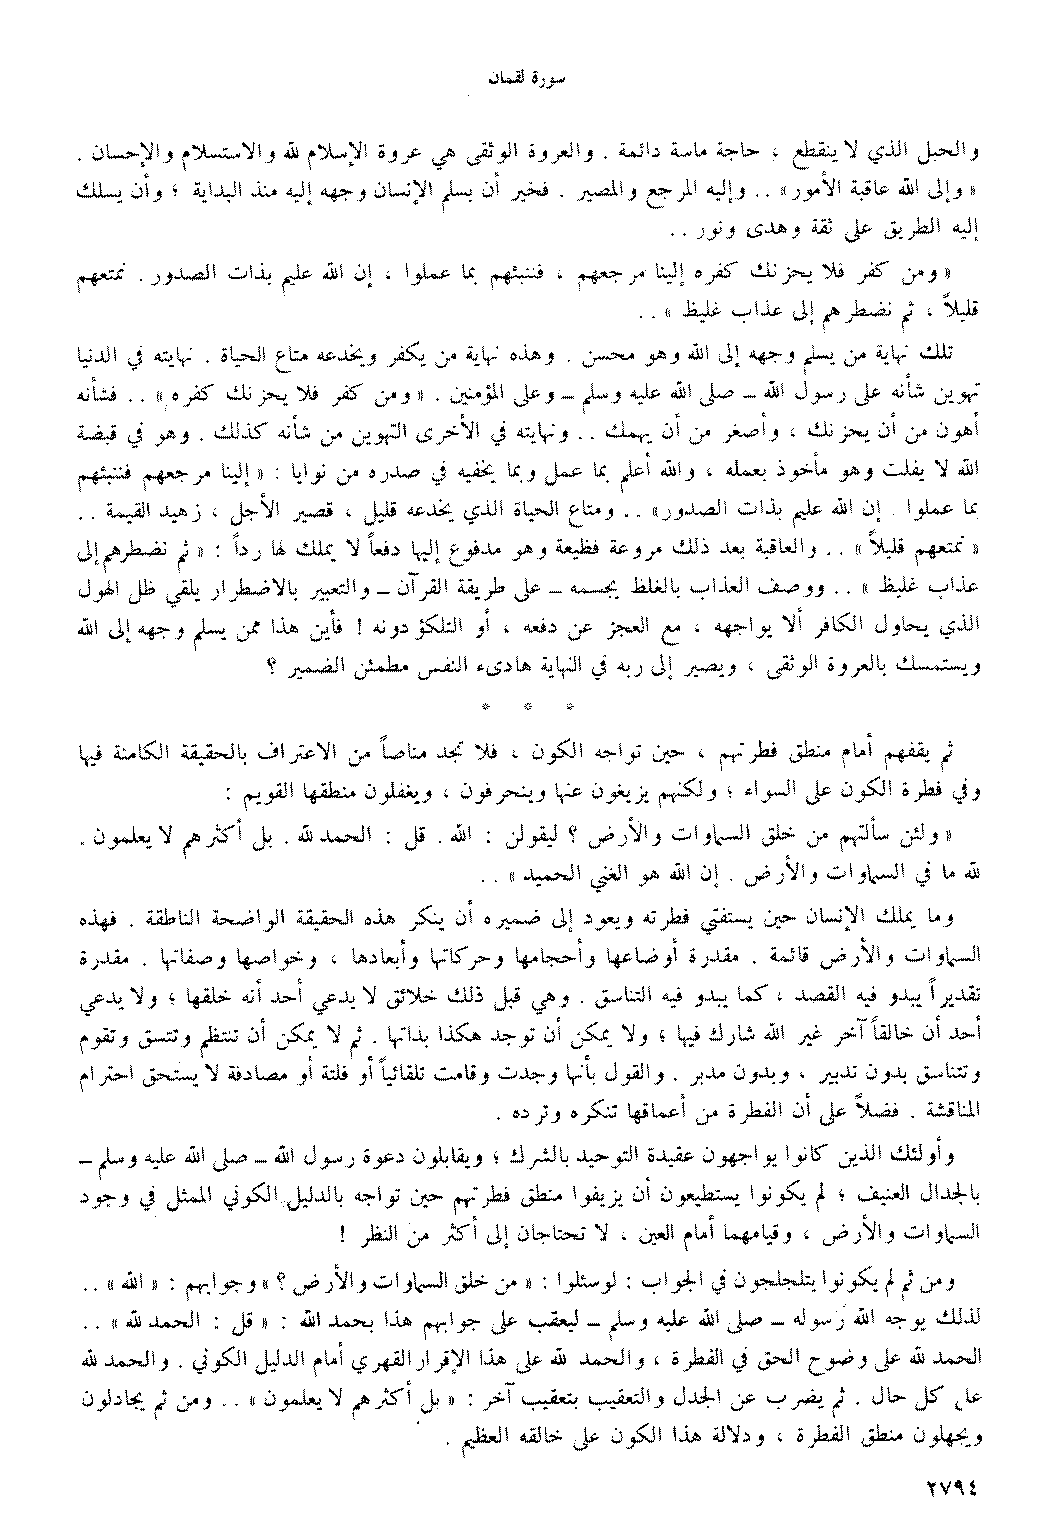 سورة لقمان
والحبل الذي لا ينقطع ، حاجة ماسة دائمة . والعروة الوثقى هي عروة الإسلام لله والاستسلام والإحسان .
« وإلى الله عاقبة الأمور» .. وإليه المرجع والمصير . فخير أن يسلم الإنسان وجهه إليه منذ البداية ؛ وأن يسلك
إليه الطريق على ثقة وهدى ونور ..
« ومن كفر فلا يحزنك كفره إلينا مرجعهم ، فننبئهم بما عملوا ، إن الله عليم بذات الصدور . نمتعهم
قليلاً ، ثم نضطرهم إلى عذاب غليظ » ..
تلك نهاية من يسلم وجهه إلى الله وهو محسن . وهذه نهاية من يكفر ويخدعه متاع الحياة . نهايته في الدنيا
تهوين شأنه على رسول الله – صلى الله عليه وسلم – وعلى المؤمنين . « ومن كفر فلا يحزنك كفره » .. فشأنه
أهون من أن يحزنك ، وأصغر من أن يهمك .. ونهايته في الأخرى التهوين من شأنه كذلك . وهو في قبضة
الله لا يفلت وهو مأخوذ بعمله ، والله أعلم بما عمل وبما يخفيه في صدره من نوايا : « إلينا مرجعهم فننبئهم
بما عملوا . إن الله عليم بذات الصدور» .. ومتاع الحياة الذي يخدعه قليل ، قصير الأجل ، زهيد القيمة ..
« نمتعهم قليلاً » .. والعاقبة بعد ذلك مروعة فظيعة وهو مدفوع إليها دفعاً لا يملك لها رداً : « ثم نضطرهم إلى
عذاب غليظ » .. ووصف العذاب بالغلظ يجسمه – على طريقة القرآن – والتعبير بالاضطرار يلقي ظل الهول
الذي يحاول الكافر ألا يواجهه ، مع العجز عن دفعه ، أو التلكؤ دونه ! فأين هذا ممن يسلم وجهه إلى الله
ويستمسك بالعروة الوثقى ، ويصير إلى ربه في النهاية هادىء النفس مطمئن الضمير ؟
* * *
ثم يقفهم أمام منطق فطرتهم ، حين تواجه الكون ، فلا تجد مناصاً من الاعتراف بالحقيقة الكامنة فيها
وفي فطرة الكون على السواء ؛ ولكنهم يزيغون عنها وينحرفون ، ويغفلون منطقها القويم :
« ولئن سألتهم من خلق السماوات والأرض ؟ ليقولن : الله . قل : الحمد لله . بل أكثرهم لا يعلمون .
لله ما في السماوات والأرض . إن الله هو الغني الحميد » ..
وما يملك الإنسان حين يستفتي فطرته ويعود إلى ضميره أن ينكر هذه الحقيقة الواضحة الناطقة . فهذه
السماوات والأرض قائمة . مقدرة أوضاعها وأحجامها وحركاتها وأبعادها ، وخواصها وصفاتها . مقدرة
تقديراً يبدو فيه القصد ، كما يبدو فيه التناسق . وهي قبل ذلك خلائق لا يدعي أحد أنه خلقها ؛ ولا يدعي
أحد أن خالقاً آخر غير الله شارك فيها ؛ ولا يمكن أن توجد هكذا بذاتها . ثم لا يمكن أن تنتظم وتتسق وتقوم
وتتناسق بدون تدبير ، وبدون مدبر . والقول بأنها وجدت وقامت تلقائياً أو فلتة أو مصادفة لا يستحق احترام
المناقشة . فضلاً على أن الفطرة من أعماقها تنكره وترده .
وأولئك الذين كانوا يواجهون عقيدة التوحيد بالشرك ؛ ويقابلون دعوة رسول الله – صلى الله عليه وسلم –
بالجدال العنيف ؛ لم يكونوا يستطيعون أن يزيفوا منطق فطرتهم حين تواجه بالدليل الكوني الممثل في وجود
السماوات والأرض ، وقيامهما أمام العين ، لا تحتاجان إلى أكثر من النظر !
ومن ثم لم يكونوا يتلجلجون في الجواب : لو سئلوا : « من خلق السماوات والأرض ؟ » وجوابهم : « الله » ..
لذلك يوجه الله رسوله – صلى الله عليه وسلم – ليعقب على جوابهم هذا بحمد الله : « قل : الحمد لله » ..
الحمد لله على وضوح الحق في الفطرة ، والحمد لله على هذا الإقرار القهري أمام الدليل الكوني . والحمد لله
على كل حال . ثم يضرب عن الجدل والتعقيب بتعقيب آخر : « بل أكثرهم لا يعلمون » .. ومن ثم يجادلون
ويجهلون منطق الفطرة ، ودلالة هذا الكون على خالقه العظيم .
٢٧٩٤